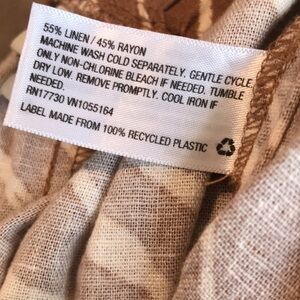 55% LINEN / 45% RAYON
MACHINE WASH COLD SEPARATELY. GENTLE CYCLE.
ONLY NON-CHLORINE BLEACH IF NEEDED. TUMBLE
DRY LOW. REMOVE PROMPTLY. COOL IRON IF
NEEDED.
RN17730 VN1055164
LABEL MADE FROM 100% RECYCLED PLASTIC